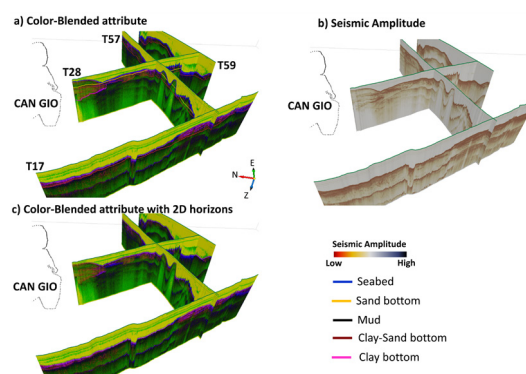 a) Color-Blended attribute
T57
T59
T28
CAN GIO
T17
N
E
Z
b) Seismic Amplitude
CAN GIO
c) Color-Blended attribute with 2D horizons
CAN GIO
Seismic Amplitude
Low
High
Seabed
Sand bottom
Mud
Clay-Sand bottom
Clay bottom